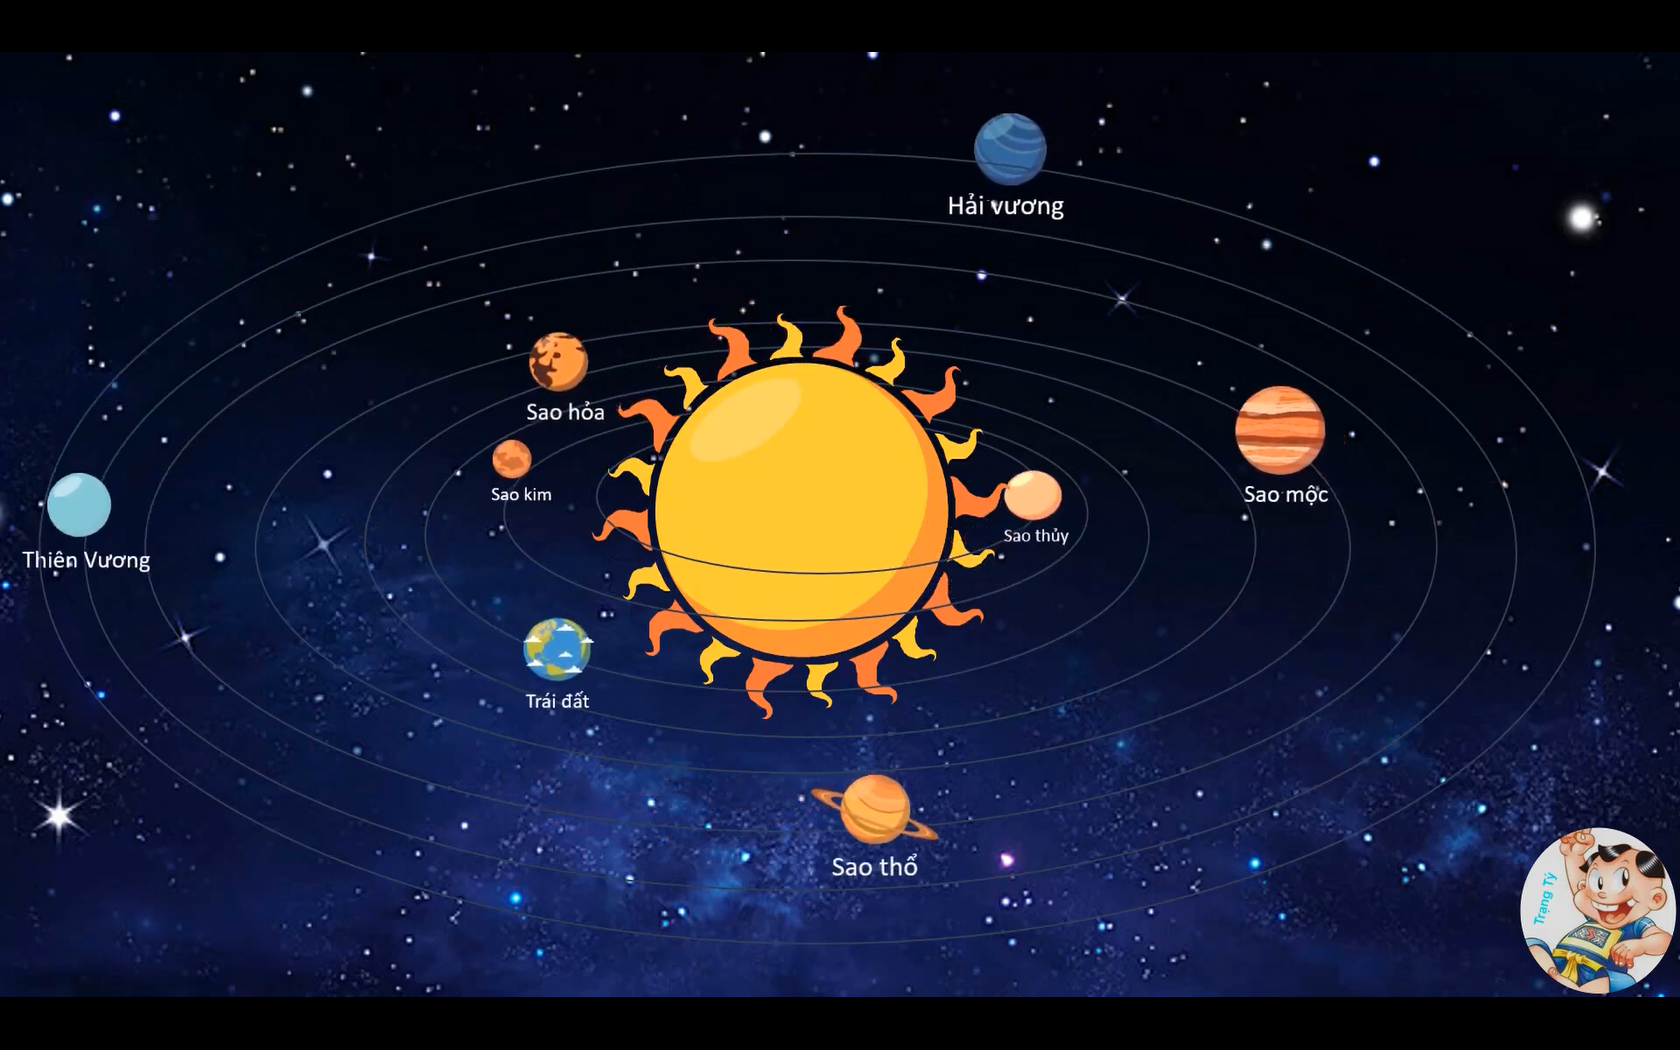 Hải vương
Sao hỏa
Sao kim
Sao thủy
Sao mộc
Thiên Vương
Trái đất
Sao thổ
Trạng Tý